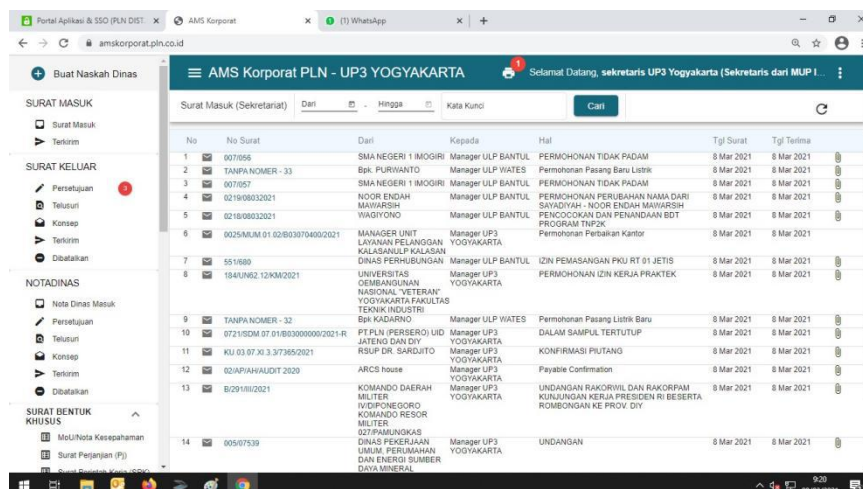 Portal Aplikasi & SSO (PLN DIST. AMS Korporat (1) WhatsApp
amskorporat.pln.co.id
Buat Naskah Dinas AMS Korporat PLN - UP3 YOGYAKARTA 1 Selamat Datang, sekretaris UP3 Yogyakarta (Sekretaris dari MUP I...
SURAT MASUK
Surat Masuk
Terkirim
SURAT KELUAR
Persetujuan 3
Telusuri
Konsep
Terkirim
Dibatalkan
NOTADINAS
Nota Dinas Masuk
Persetujuan
Telusuri
Konsep
Terkirim
Dibatalkan
SURAT BENTUK
KHUSUS
MoU/Nota Kesepahaman
Surat Perjanjian (Pj)
Surat Masuk (Sekretariat) Dari - Hingga Kata Kunci Cari
No No Surat Dari Kepada Hal Tgl Surat Tgl Terima
1 007/056 SMA NEGERI 1 IMOGIRI Manager ULP BANTUL PERMOHONAN TIDAK PADAM 8 Mar 2021 8 Mar 2021
2 TANPA NOMER - 33 Bpk. PURWANTO Manager ULP WATES Permohonan Pasang Baru Listrik 8 Mar 2021 8 Mar 2021
3 007/057 SMA NEGERI 1 IMOGIRI Manager ULP BANTUL PERMOHONAN TIDAK PADAM 8 Mar 2021 8 Mar 2021
4 0219/08032021 NOOR ENDAH Manager ULP BANTUL PERMOHONAN PERUBAHAN NAMA DARI 8 Mar 2021 8 Mar 2021
MAWARSIH SAYADIYAH - NOOR ENDAH MAWARSIH
5 0218/08032021 WAGIYONO Manager ULP BANTUL PENCOCOKAN DAN PENANDAAN BDT 8 Mar 2021 8 Mar 2021
PROGRAM TNP2K
6 0025/MUM.01.02/B03070400/2021 MANAGER UNIT Manager UP3 Permohonan Perbaikan Kantor 8 Mar 2021 8 Mar 2021
LAYANAN PELANGGAN YOGYAKARTA
KALASANULP KALASAN
7 551/680 DINAS PERHUBUNGAN Manager ULP BANTUL IZIN PEMASANGAN PKU RT 01 JETIS 8 Mar 2021 8 Mar 2021
8 184/UN62.12/KM/2021 UNIVERSITAS Manager UP3 PERMOHONAN IZIN KERJA PRAKTEK 8 Mar 2021 8 Mar 2021
OEMBANGUNAN YOGYAKARTA
NASIONAL "VETERAN"
YOGYAKARTA FAKULTAS
TEKNIK INDUSTRI
9 TANPA NOMER - 32 Bpk KADARNO Manager ULP WATES Permohonan Pasang Listrik Baru 8 Mar 2021 8 Mar 2021
10 0721/SDM.07.01/B03000000/2021-R PT.PLN (PERSERO) UID Manager UP3 DALAM SAMPUL TERTUTUP 8 Mar 2021 8 Mar 2021
JATENG DAN DIY YOGYAKARTA
11 KU.03.07.XI.3.3/7365/2021 RSUP DR. SARDJITO Manager UP3 KONFIRMASI PIUTANG 8 Mar 2021 8 Mar 2021
YOGYAKARTA
12 02/AP/AH/AUDIT 2020 ARCS house Manager UP3 Payable Confirmation 8 Mar 2021 8 Mar 2021
YOGYAKARTA
13 B/291/III/2021 KOMANDO DAERAH Manager UP3 UNDANGAN RAKORWIL DAN RAKORPAM 8 Mar 2021 8 Mar 2021
MILITER YOGYAKARTA KUNJUNGAN KERJA PRESIDEN RI BESERTA
IV/DIPONEGORO ROMBONGAN KE PROV. DIY
KOMANDO RESOR
MILITER
027/PAMUNGKAS
14 005/07539 DINAS PEKERJAAN Manager UP3 UNDANGAN 8 Mar 2021 8 Mar 2021
UMUM, PERUMAHAN YOGYAKARTA
DAN ENERGI SUMBER
DAYA MINERAL
9:20